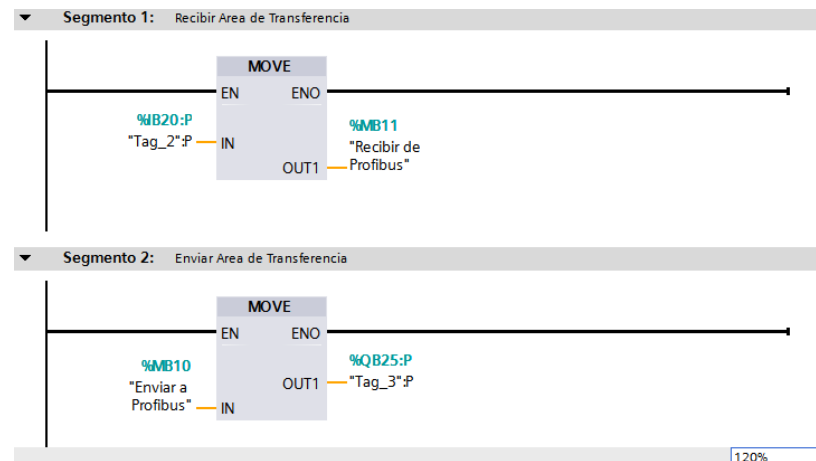 Segmento 1: Recibir Area de Transferencia
MOVE
EN ENO
%IB20:P
"Tag_2":P
IN
%MB11
"Recibir de
Profibus"
OUT1
Segmento 2: Enviar Area de Transferencia
MOVE
EN ENO
%MB10
"Enviar a
Profibus"
IN
%QB25:P
"Tag_3":P
OUT1
120%